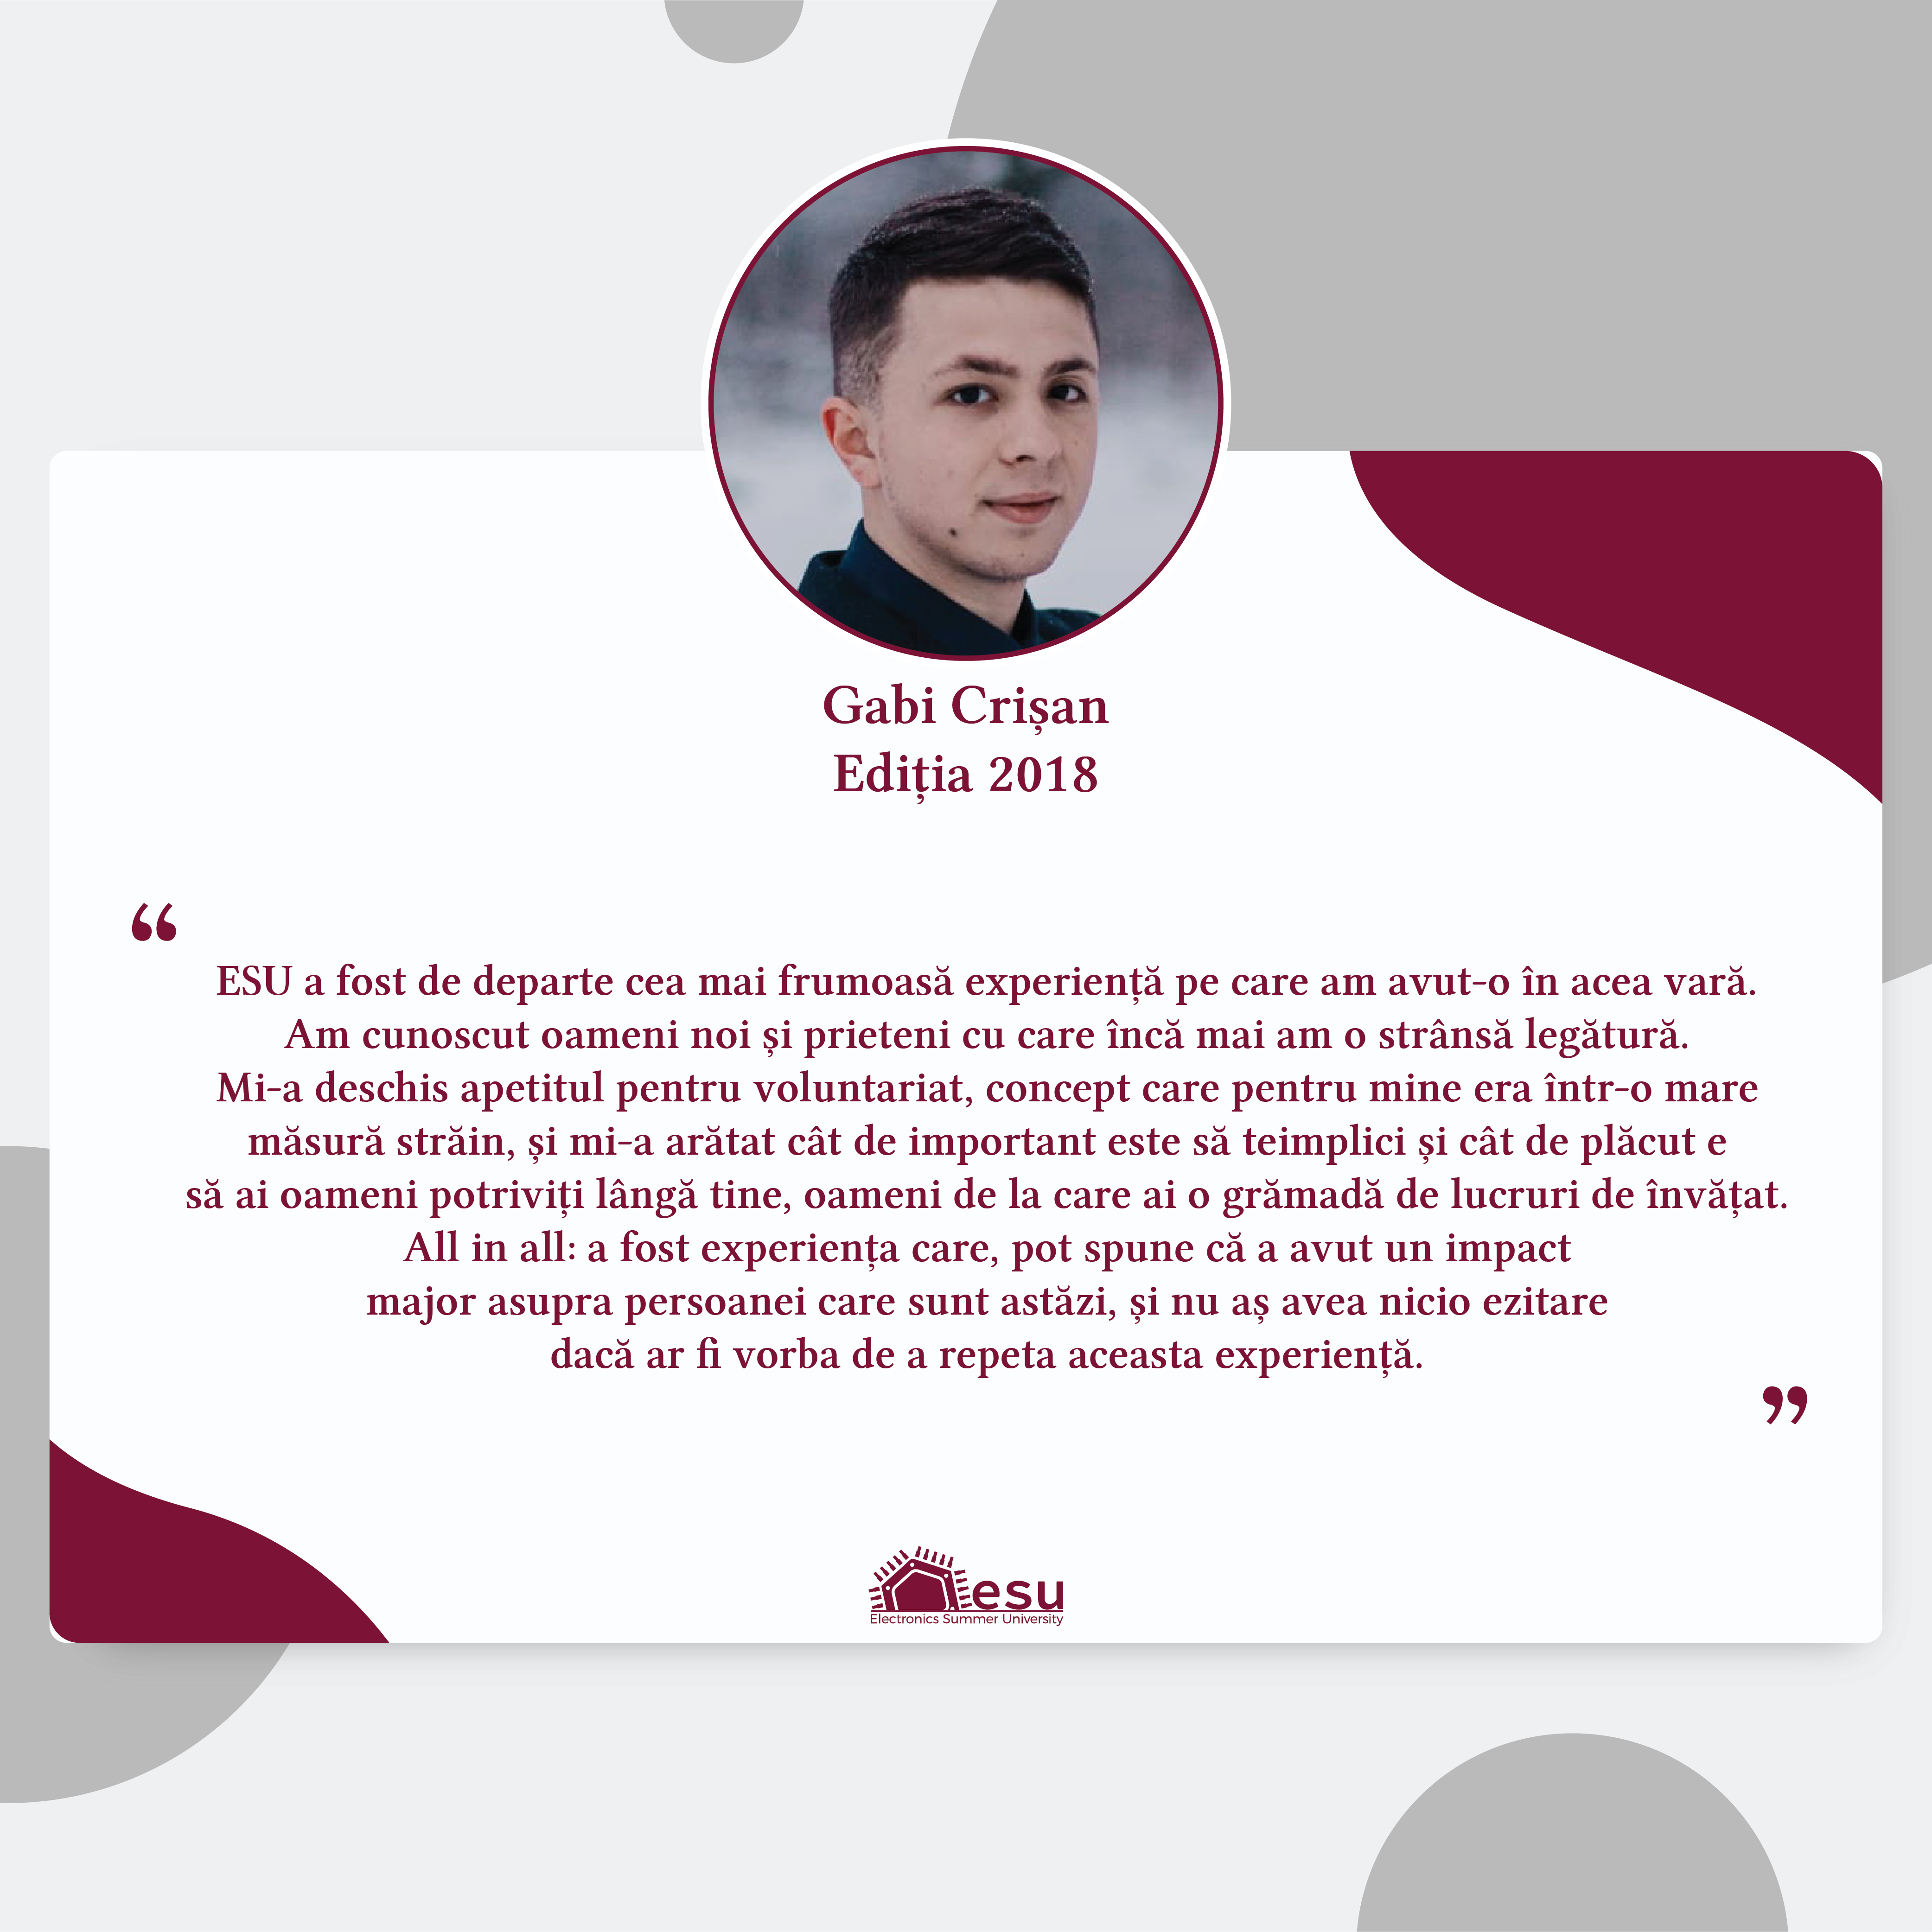 Gabi Crișan
Ediția 2018
“
ESU a fost de departe cea mai frumoasă experiență pe care am avut-o în acea vară.
Am cunoscut oameni noi și prieteni cu care încă mai am o strânsă legătură.
Mi-a deschis apetitul pentru voluntariat, concept care pentru mine era într-o mare
măsură străin, și mi-a arătat cât de important este să teimplici și cât de plăcut e
să ai oameni potriviți lângă tine, oameni de la care ai o grămadă de lucruri de învățat.
All in all: a fost experiența care, pot spune că a avut un impact
major asupra persoanei care sunt astăzi, și nu aș avea nicio ezitare
dacă ar fi vorba de a repeta aceasta experiență.
”
esu
Electronics Summer University